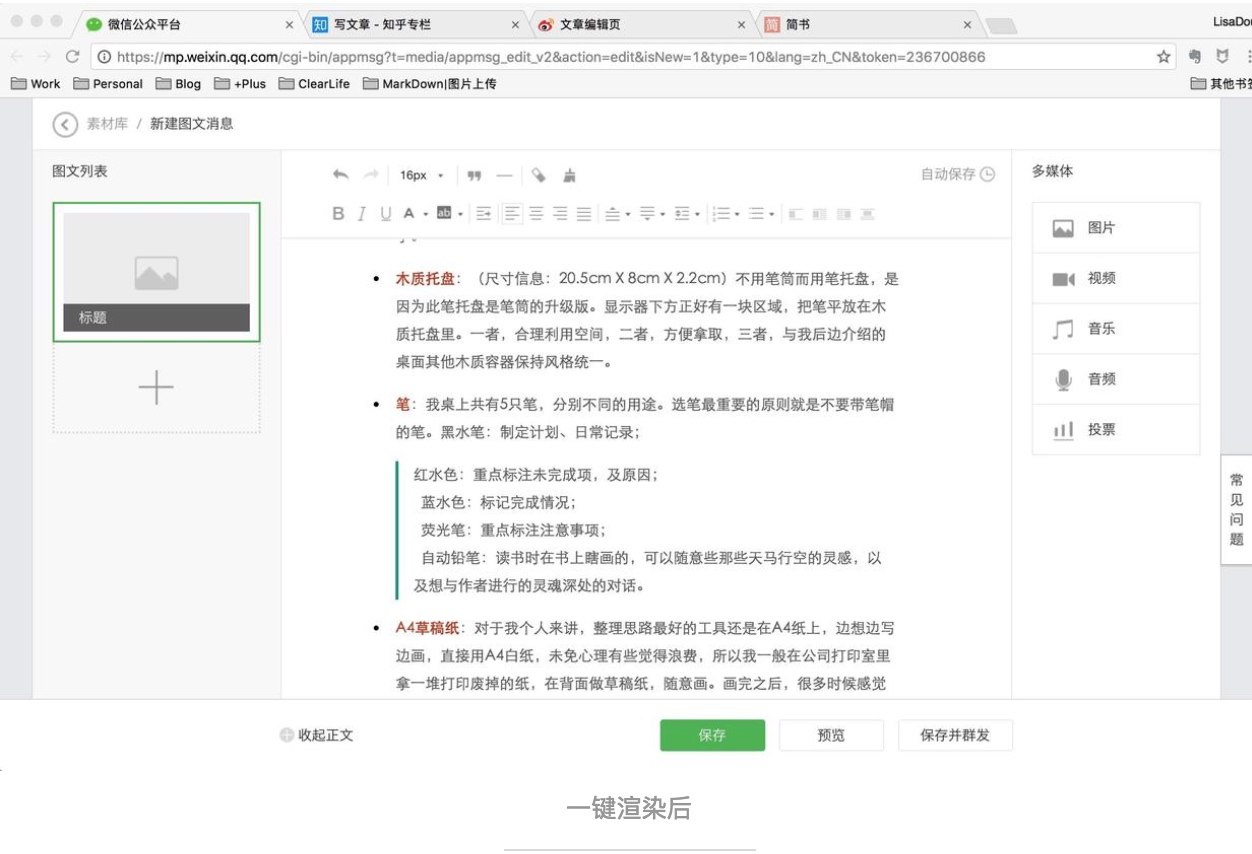 微信公众平台
写文章 - 知乎专栏
文章编辑页
简书
LisaDo
https://mp.weixin.qq.com/cgi-bin/appmsg?t=media/appmsg_edit_v2&action=edit&isNew=1&type=10&lang=zh_CN&token=236700866
Work Personal Blog +Plus ClearLife MarkDown|图片上传 其他书签
素材库 / 新建图文消息
图文列表
16px
自动保存
多媒体
B I U A ab
标题
图片
视频
音乐
音频
投票
常见问题
木质托盘：（尺寸信息：20.5cm X 8cm X 2.2cm）不用笔筒而用笔托盘，是
因为此笔托盘是笔筒的升级版。显示器下方正好有一块区域，把笔平放在木
质托盘里。一者，合理利用空间，二者，方便拿取，三者，与我后边介绍的
桌面其他木质容器保持风格统一。
笔：我桌上共有5只笔，分别不同的用途。选笔最重要的原则就是不要带笔帽
的笔。黑水笔：制定计划、日常记录；
红水色：重点标注未完成项，及原因；
蓝水色：标记完成情况；
荧光笔：重点标注注意事项；
自动铅笔：读书时在书上瞎画的，可以随意些那些天马行空的灵感，以
及想与作者进行的灵魂深处的对话。
A4草稿纸：对于我个人来讲，整理思路最好的工具还是在A4纸上，边想边写
边画，直接用A4白纸，未免心理有些觉得浪费，所以我一般在公司打印室里
拿一堆打印废掉的纸，在背面做草稿纸，随意画。画完之后，很多时候感觉
收起正文
保存
预览
保存并群发
一键渲染后